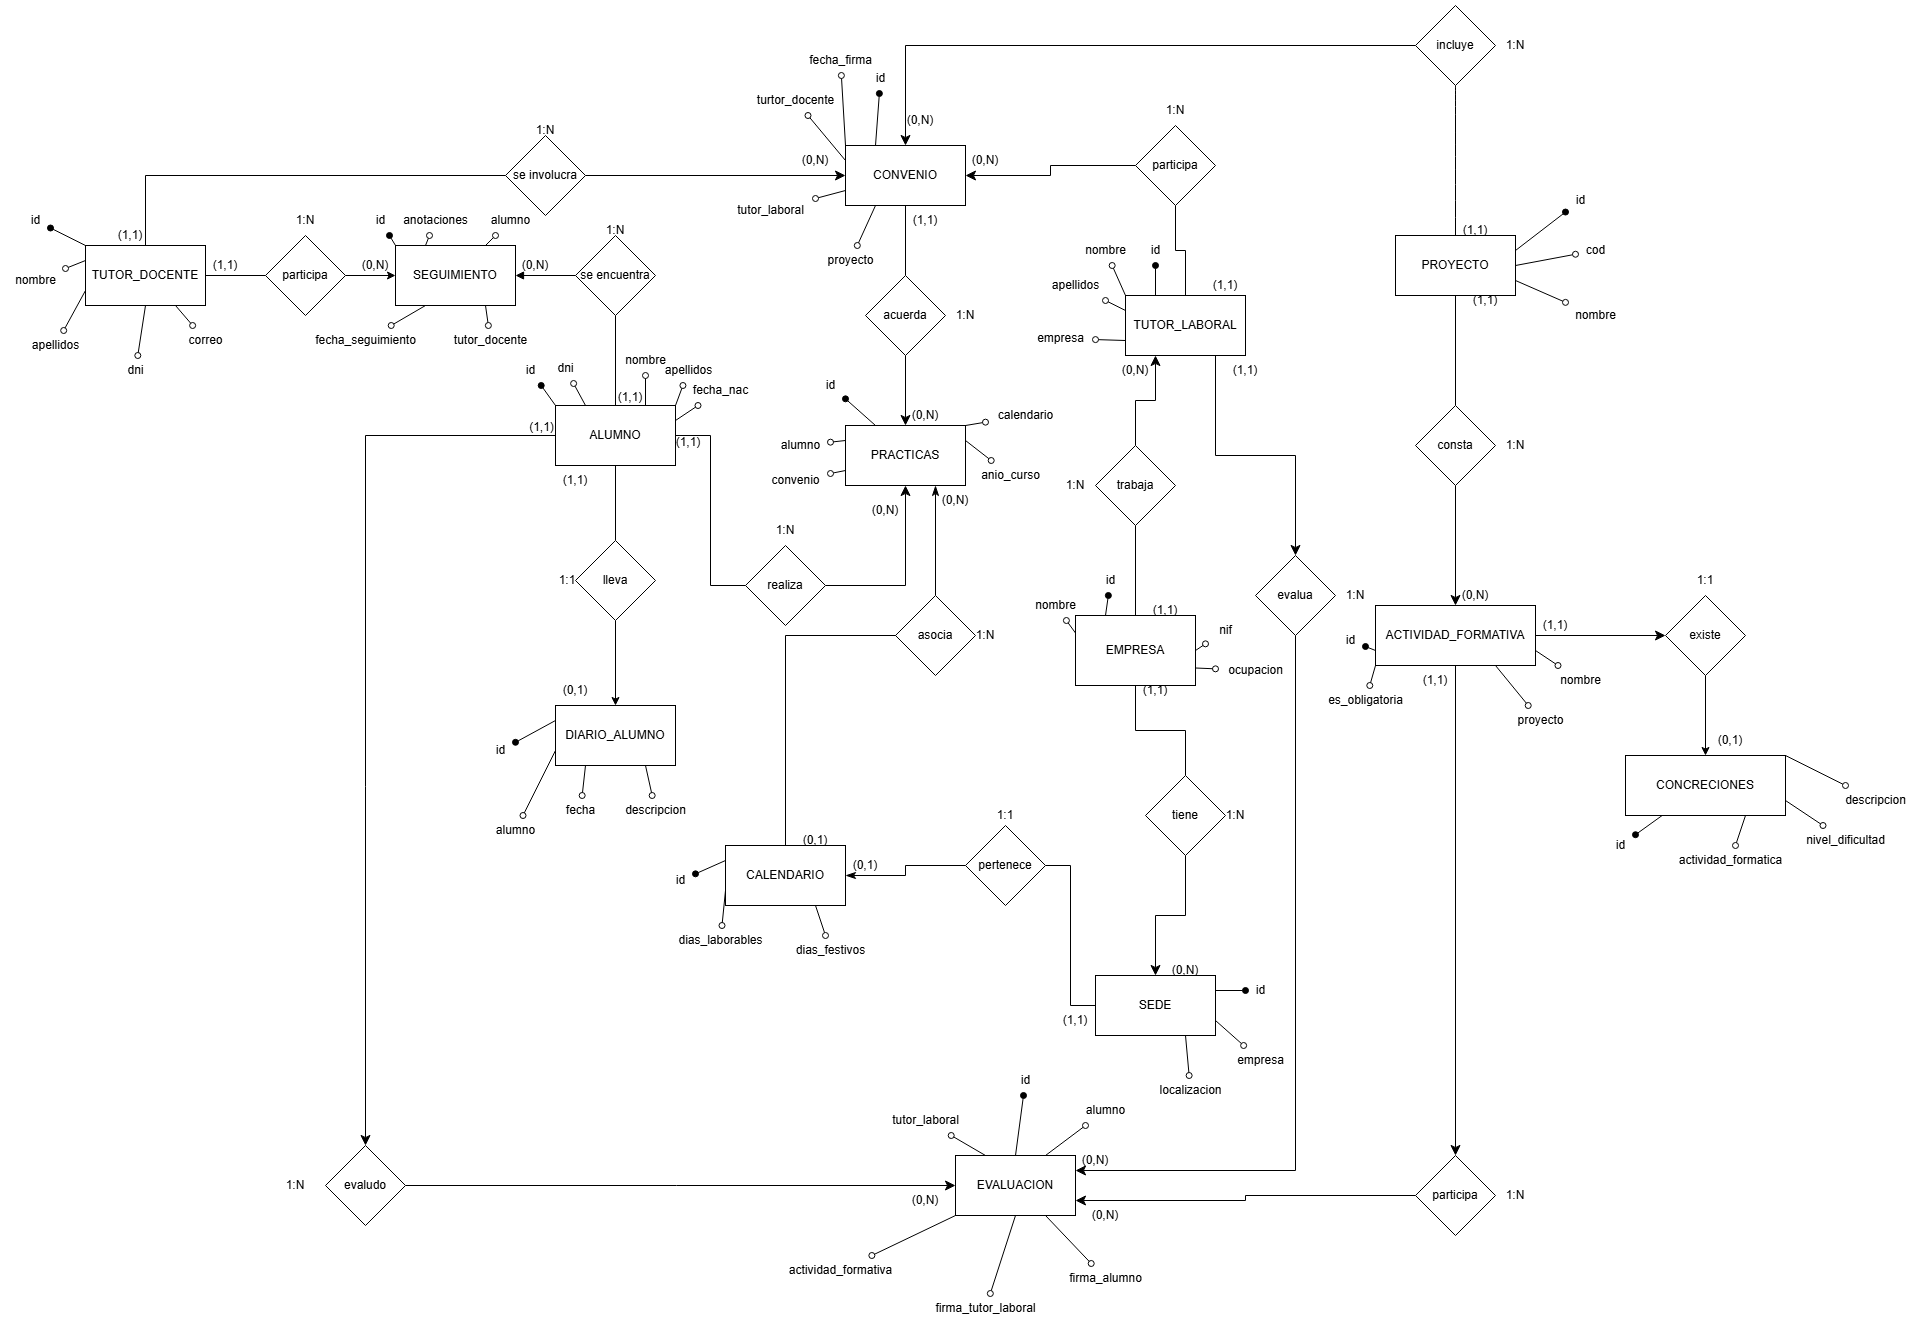 incluye
1:N
fecha_firma
id
turtor_docente
(0,N)
1:N
1:N
se involucra
(0,N)
CONVENIO
(0,N)
participa
tutor_laboral
(1,1)
proyecto
id
(1,1)
nombre
TUTOR_DOCENTE
apellidos
dni
correo
(1,1)
1:N
participa
(0,N)
id
anotaciones
alumno
SEGUIMIENTO
fecha_seguimiento
tutor_docente
(0,N)
1:N
se encuentra
acuerda
1:N
nombre
id
apellidos
(1,1)
TUTOR_LABORAL
empresa
(0,N)
(1,1)
(1,1)
PROYECTO
(1,1)
id
cod
nombre
id
dni
nombre
apellidos
fecha_nac
(1,1)
(1,1)
ALUMNO
(1,1)
(1,1)
id
(0,N)
calendario
alumno
PRACTICAS
convenio
anio_curso
(0,N)
(0,N)
1:N
trabaja
consta
1:N
1:N
realiza
1:1
lleva
asocia
1:N
id
nombre
(1,1)
nif
EMPRESA
ocupacion
(1,1)
evalua
1:N
(0,N)
ACTIVIDAD_FORMATIVA
(1,1)
id
es_obligatoria
(1,1)
nombre
proyecto
1:1
existe
(0,1)
CONCRECIONES
descripcion
nivel_dificultad
id
actividad_formatica
(0,1)
DIARIO_ALUMNO
id
alumno
fecha
descripcion
(0,1)
CALENDARIO
(0,1)
id
dias_laborables
dias_festivos
1:1
pertenece
tiene
1:N
(0,N)
SEDE
id
(1,1)
empresa
localizacion
id
tutor_laboral
alumno
(0,N)
1:N
evaludo
(0,N)
EVALUACION
(0,N)
participa
1:N
actividad_formativa
firma_alumno
firma_tutor_laboral